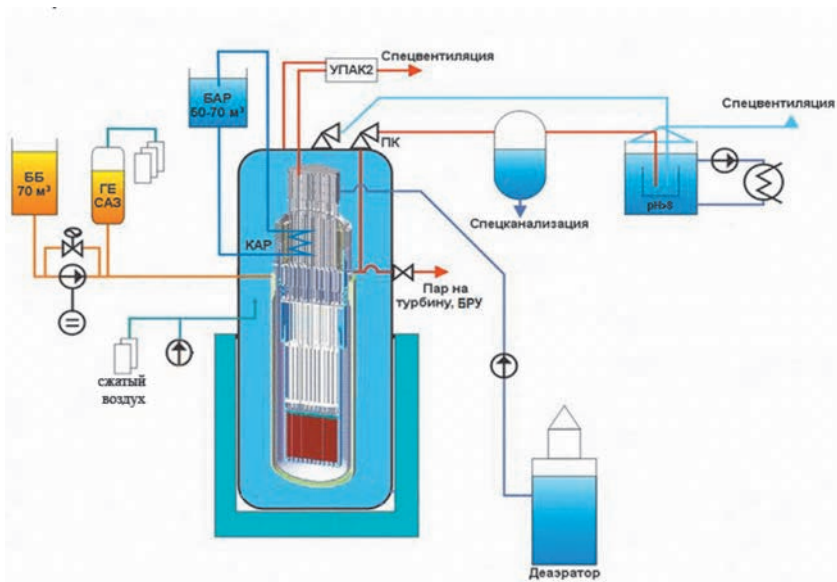 Спецвентиляция
УПАК2
БАР
50-70 м³
Спецвентиляция
ПК
ББ
70 м³
ГЕ
САЗ
рН>8
Спецканализация
КАР
Пар на
турбину, БРУ
сжатый
воздух
Деаэратор